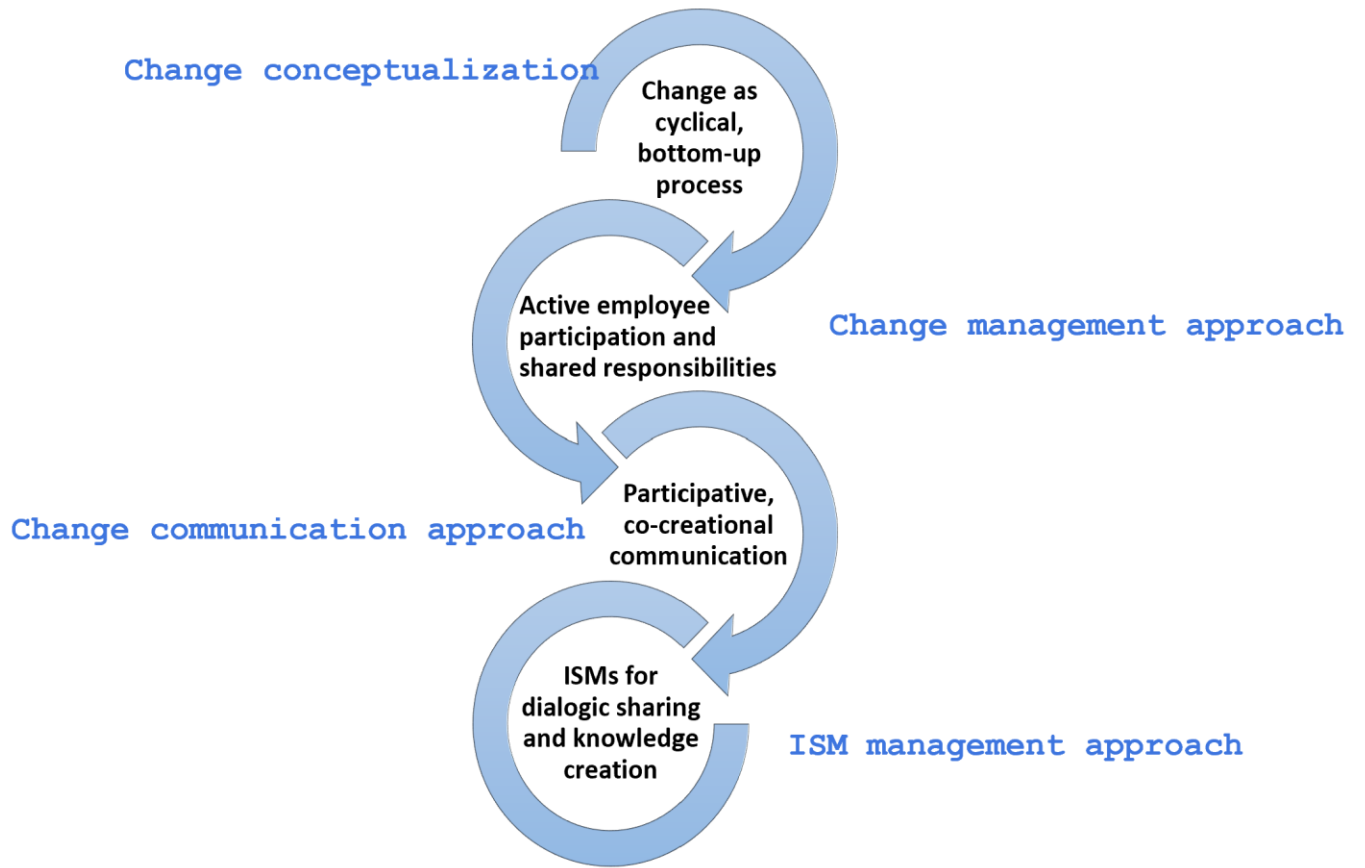 Change conceptualization
Change as
cyclical,
bottom-up
process
Active employee
participation and
shared responsibilities
Change management approach
Participative,
co-creational
communication
Change communication approach
ISMs for
dialogic sharing
and knowledge
creation
ISM management approach